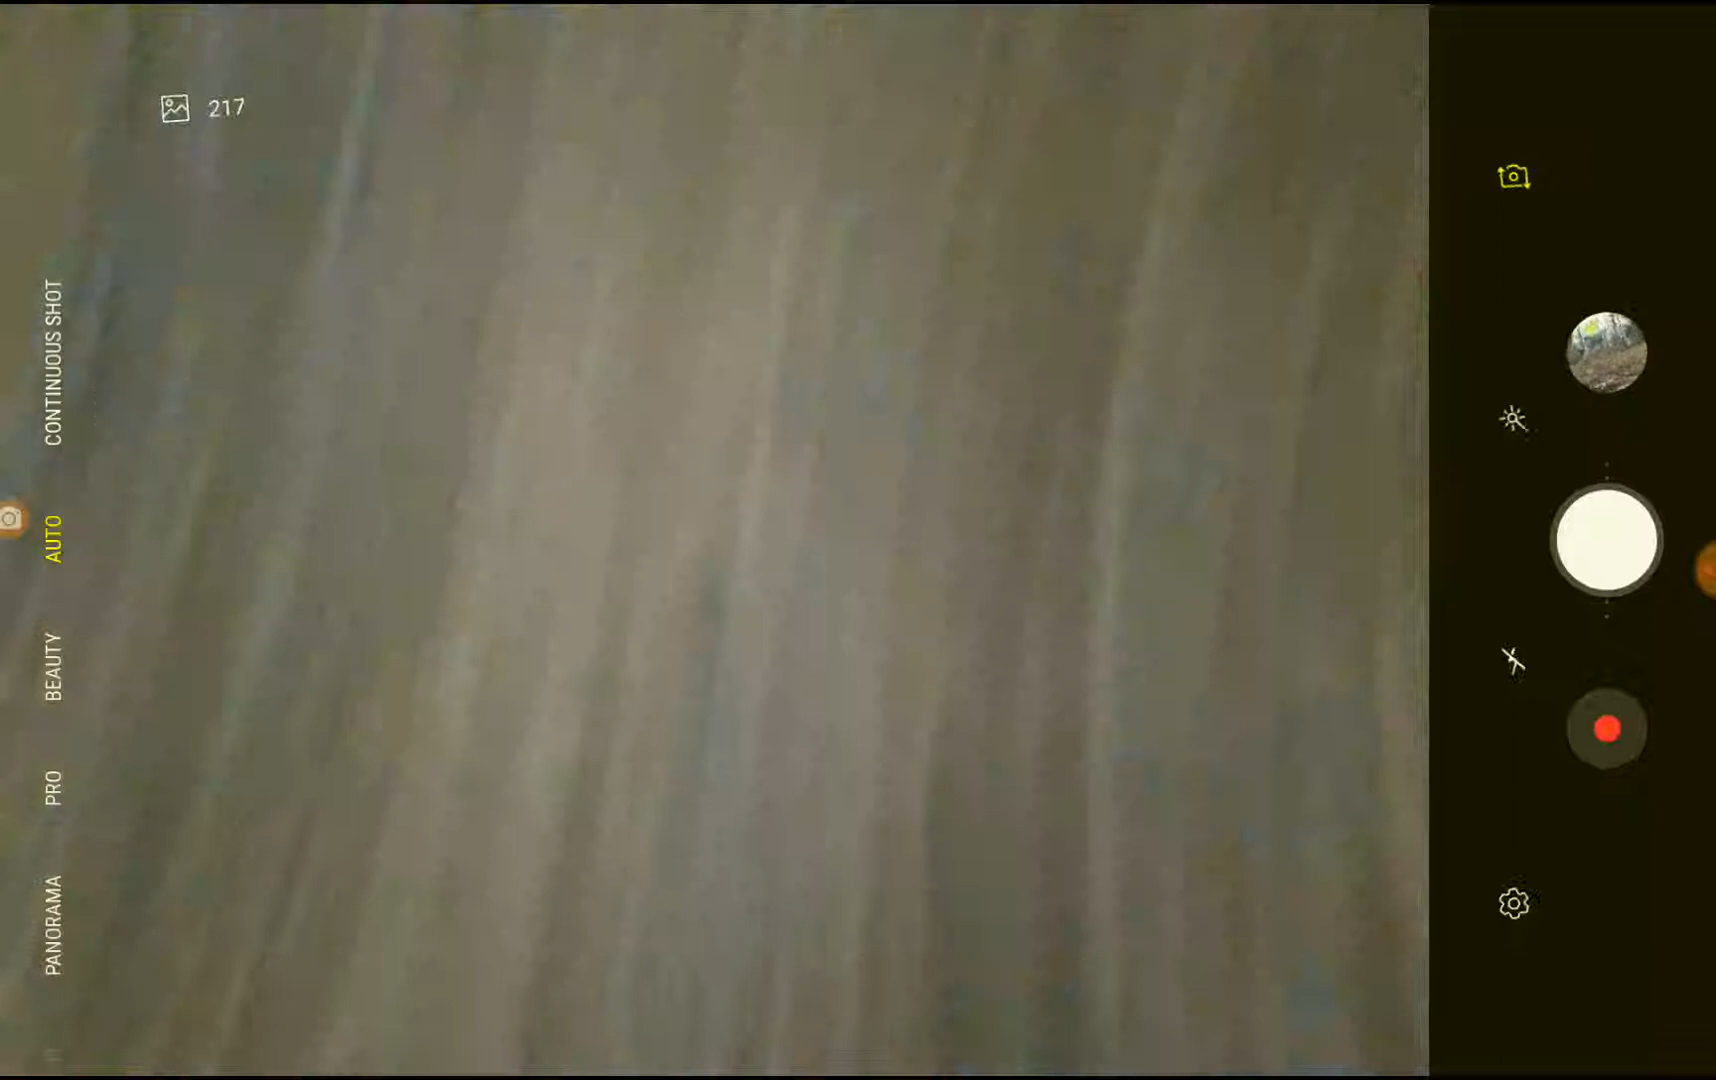 217
CONTINUOUS SHOT
AUTO
BEAUTY
PRO
PANORAMA